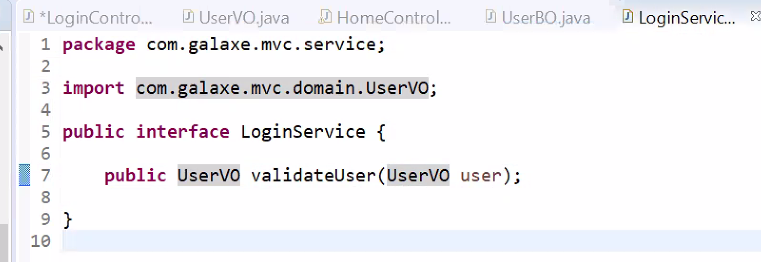 *LoginContro... UserVO.java HomeControl... UserBO.java LoginServic...
1 package com.galaxe.mvc.service;
2
3 import com.galaxe.mvc.domain.UserVO;
4
5 public interface LoginService {
6
7 public UserVO validateUser(UserVO user);
8
9 }
10